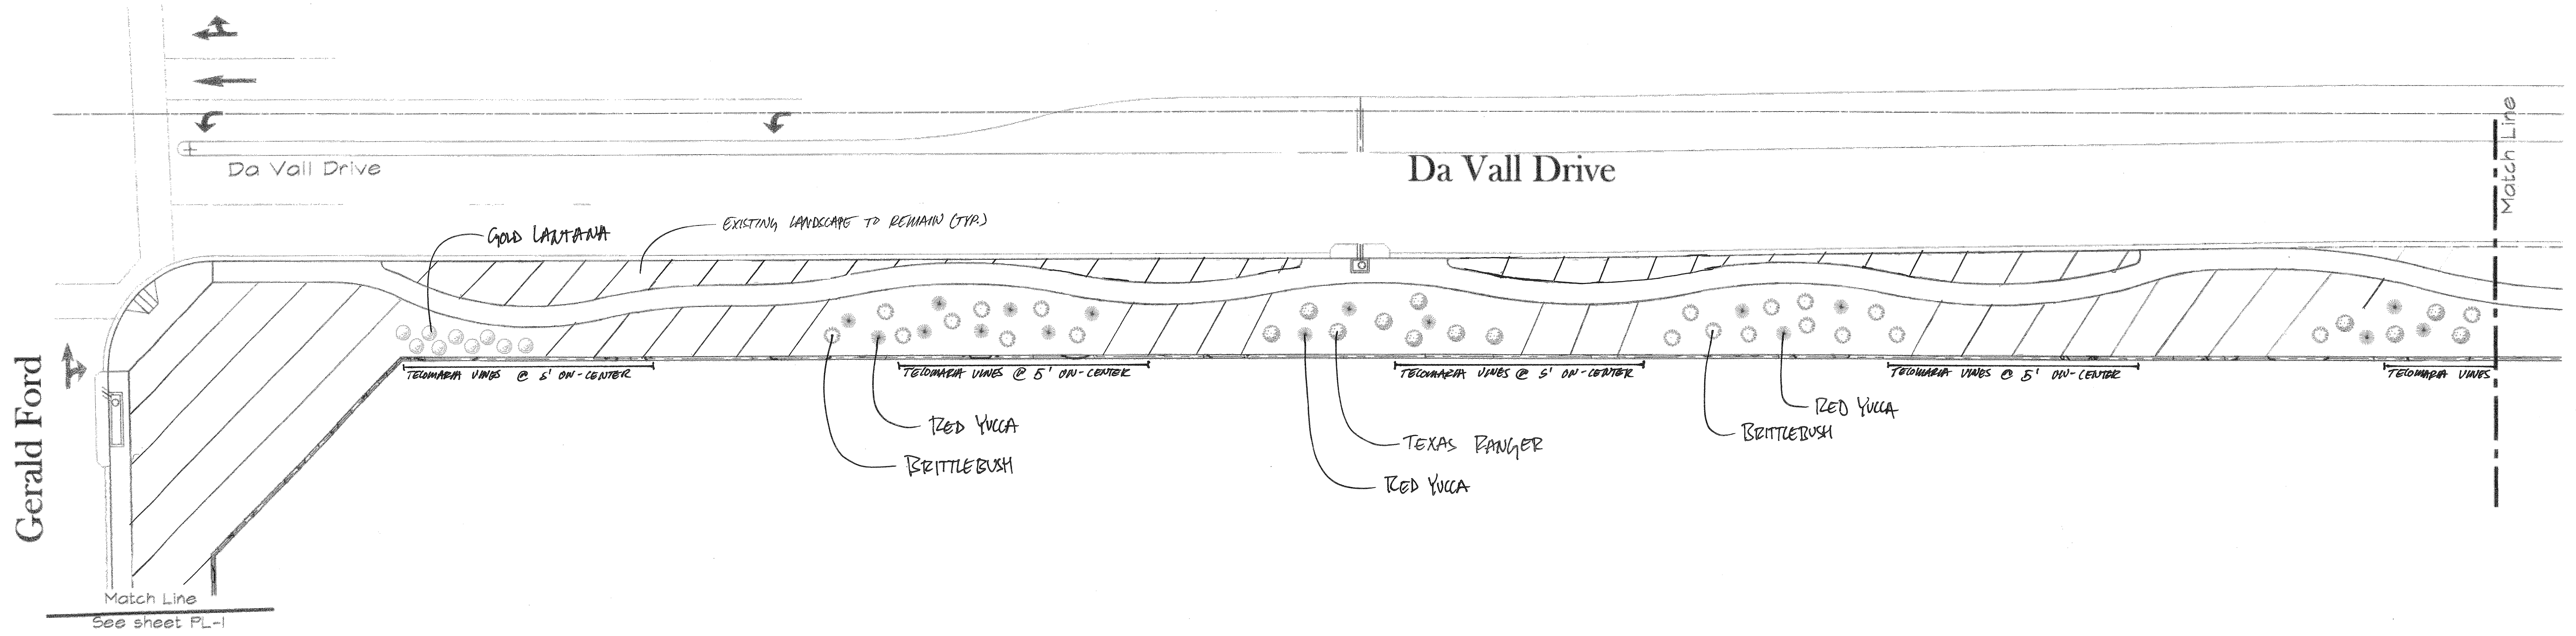 Match Line
Da Vall Drive
Da Vall Drive
EXISTING LANDSCAPE TO REMAIN (TYP.)
GOLD LANTANA
Gerald Ford
TECOMARIA VINES @ 5' ON-CENTER
TECOMARIA VINES @ 5' ON-CENTER
TECOMARIA VINES @ 5' ON-CENTER
TECOMARIA VINES @ 5' ON-CENTER
TECOMARIA VINES
RED YUCCA
BRITTLEBUSH
TEXAS RANGER
RED YUCCA
RED YUCCA
BRITTLEBUSH
Match Line
See sheet PL-1